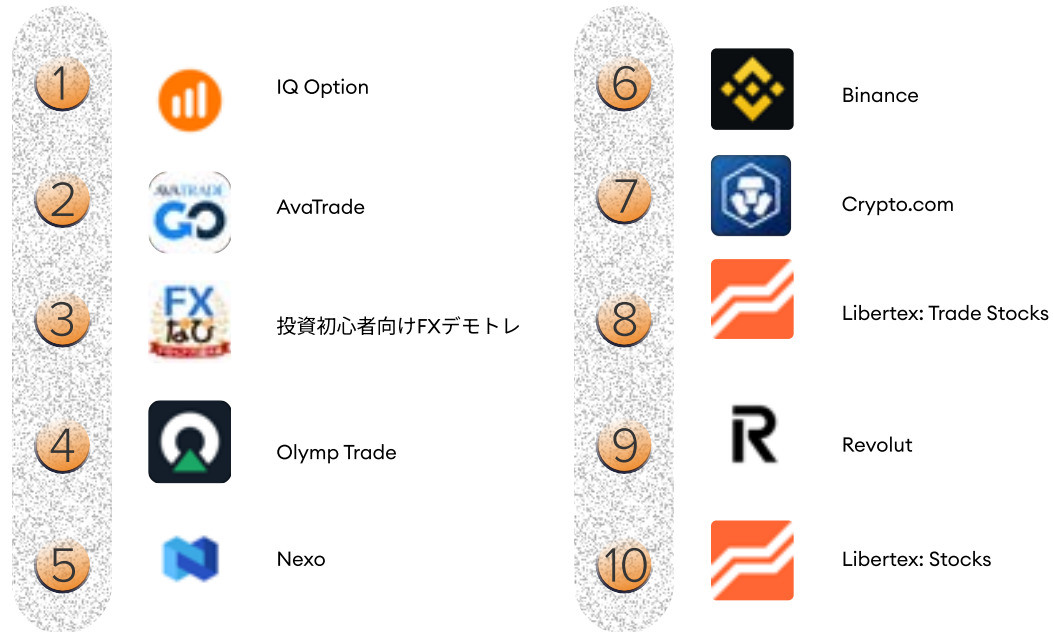 1
IQ Option
2
AVATRADE
GO
AvaTrade
3
FX
なび
投資初心者向けFXデモトレ
4
Olymp Trade
5
Nexo
6
Binance
7
Crypto.com
8
Libertex: Trade Stocks
9
R
Revolut
10
Libertex: Stocks